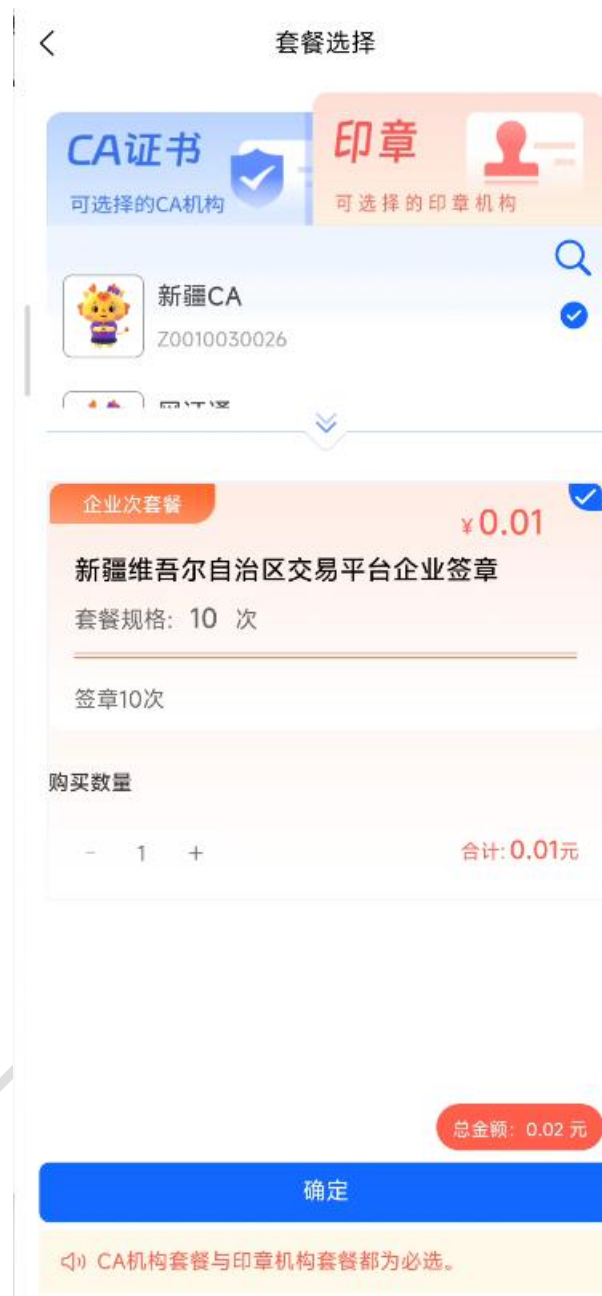 套餐选择
CA证书
可选择的CA机构
印章
可选择的印章机构
新疆CA
Z0010030026
企业次套餐
¥0.01
新疆维吾尔自治区交易平台企业签章
套餐规格: 10 次
签章10次
购买数量
- 1 +
合计:0.01元
总金额: 0.02 元
确定
CA机构套餐与印章机构套餐都为必选。